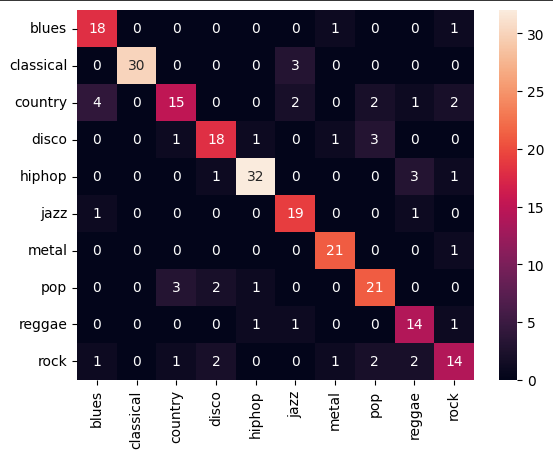 blues 18 0 0 0 0 0 1 0 0 1
classical 0 30 0 0 0 3 0 0 0 0
country 4 0 15 0 0 2 0 2 1 2
disco 0 0 1 18 1 0 1 3 0 0
hiphop 0 0 0 1 32 0 0 0 3 1
jazz 1 0 0 0 0 19 0 0 1 0
metal 0 0 0 0 0 0 21 0 0 1
pop 0 0 3 2 1 0 0 21 0 0
reggae 0 0 0 0 1 1 0 0 14 1
rock 1 0 1 2 0 0 1 2 2 14
blues classical country disco hiphop jazz metal pop reggae rock
30
25
20
15
10
5
0